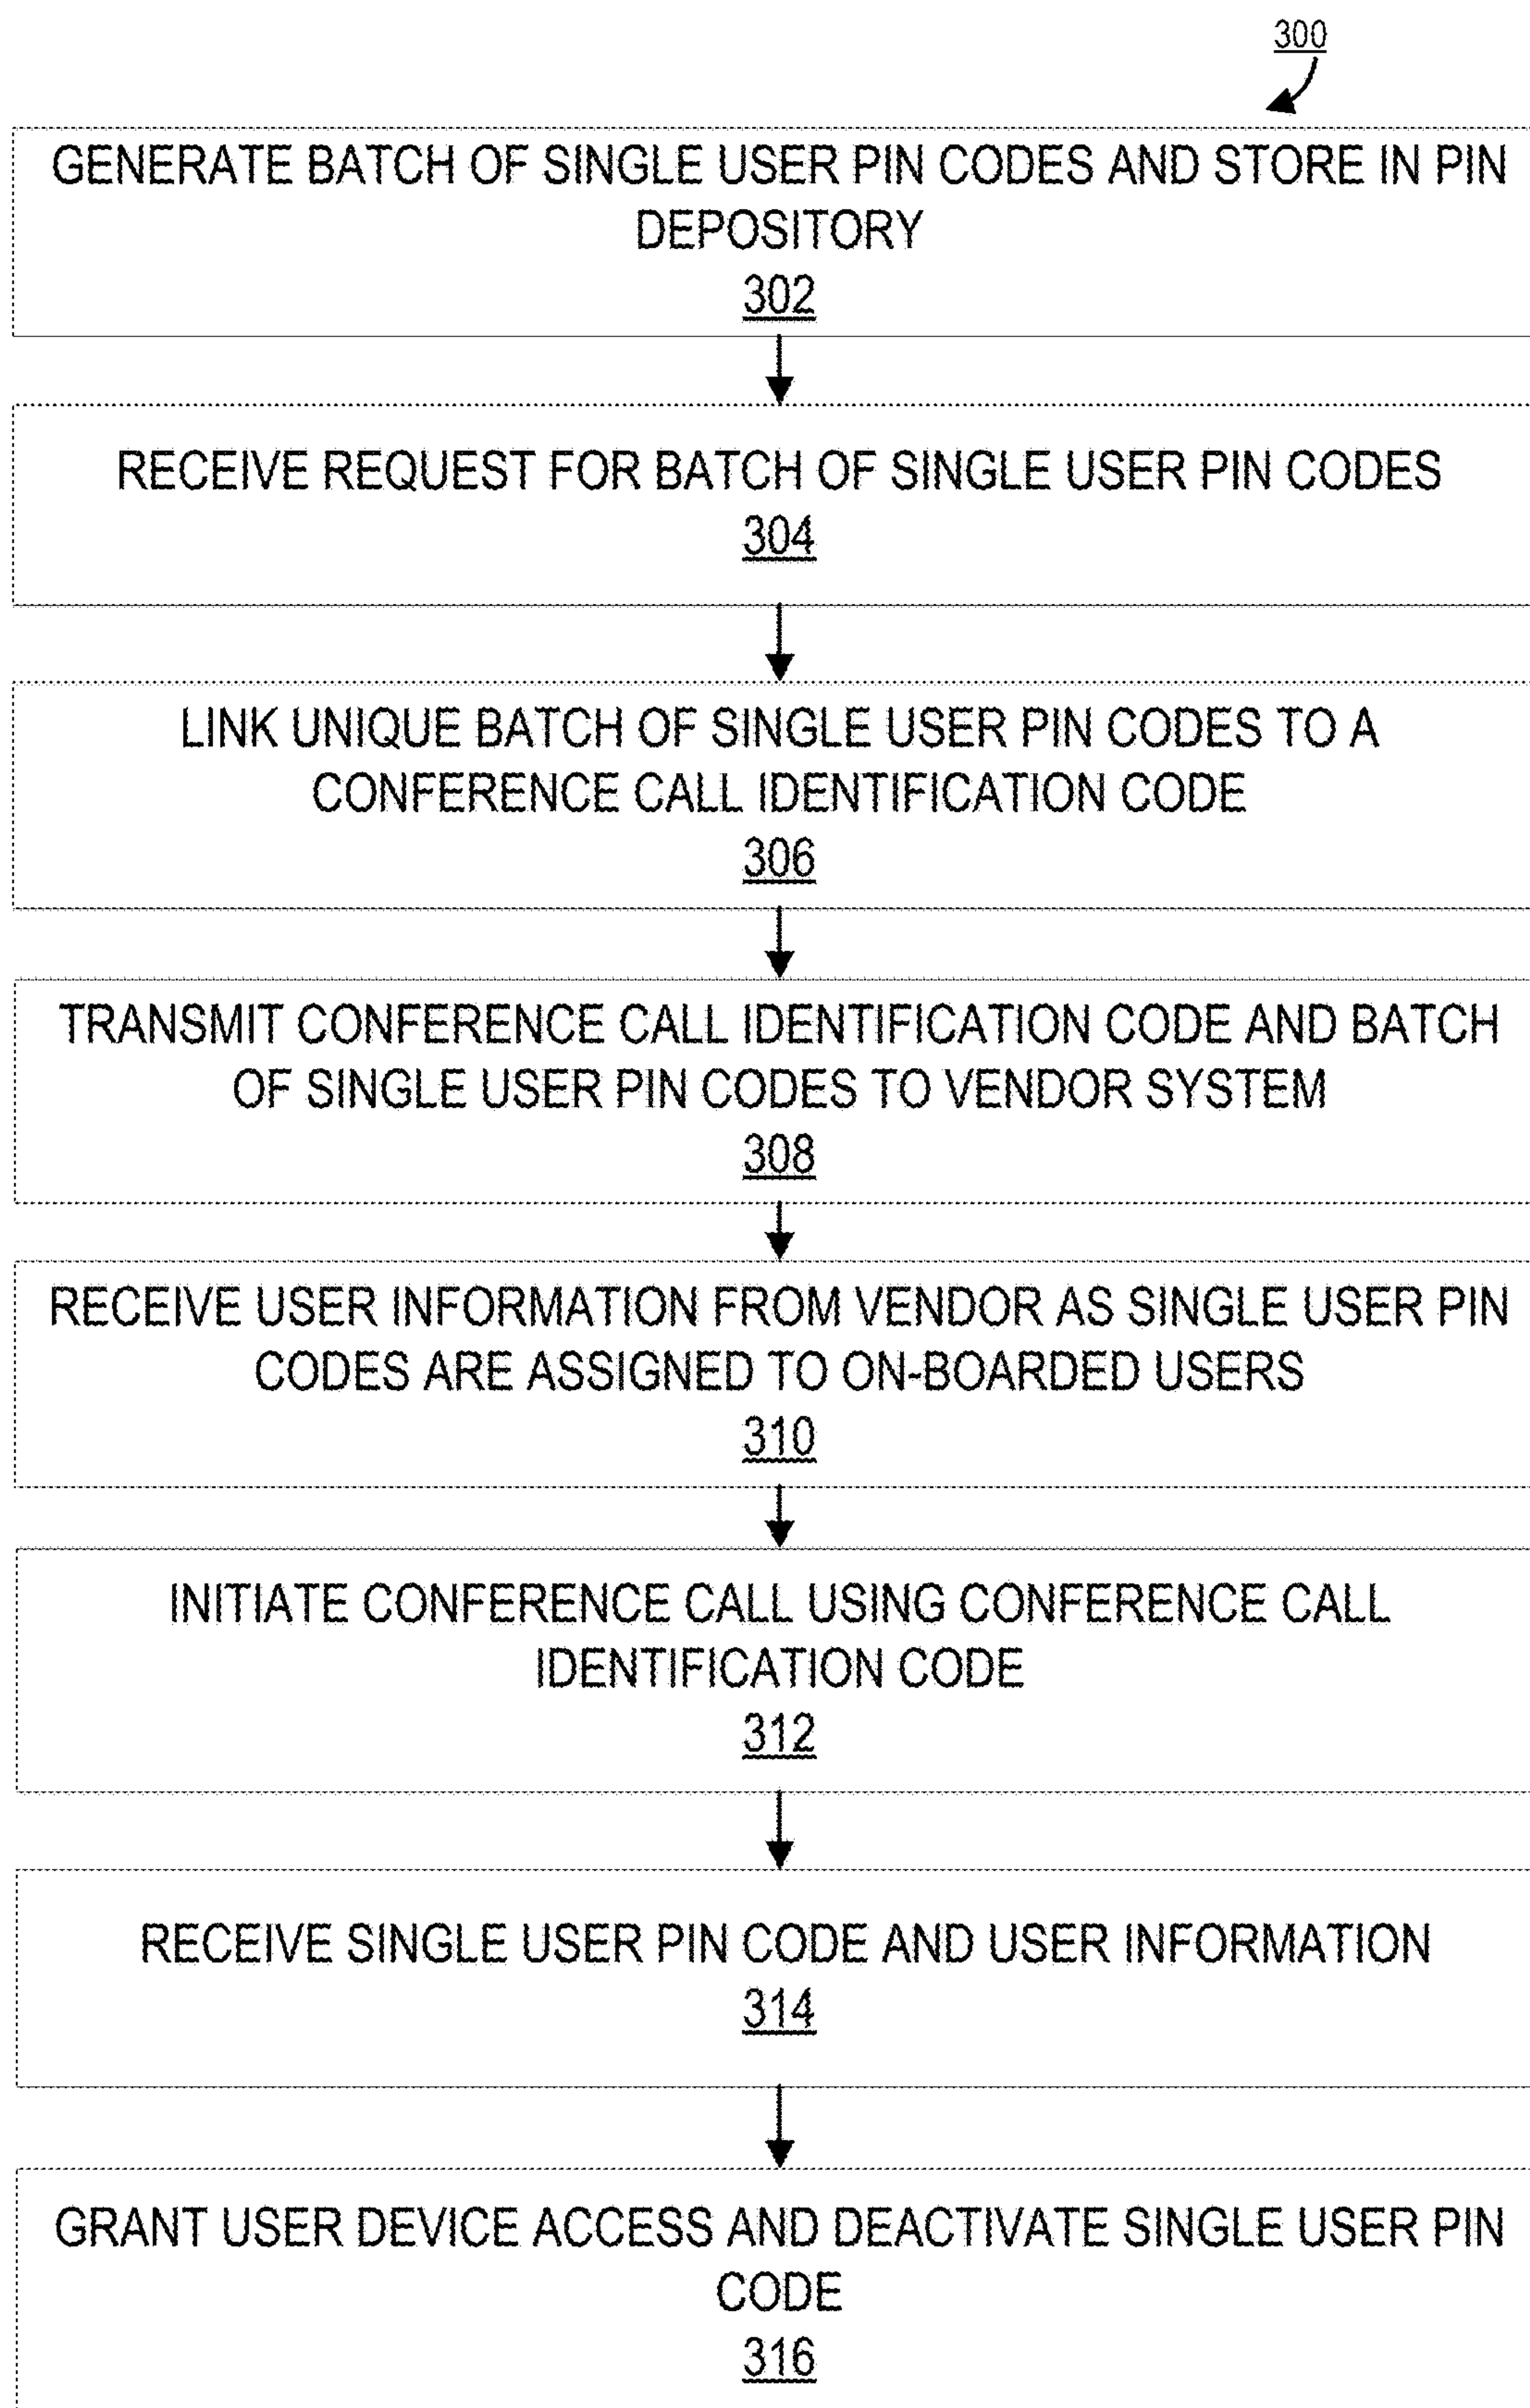 300
GENERATE BATCH OF SINGLE USER PIN CODES AND STORE IN PIN
DEPOSITORY
302
RECEIVE REQUEST FOR BATCH OF SINGLE USER PIN CODES
304
LINK UNIQUE BATCH OF SINGLE USER PIN CODES TO A
CONFERENCE CALL IDENTIFICATION CODE
306
TRANSMIT CONFERENCE CALL IDENTIFICATION CODE AND BATCH
OF SINGLE USER PIN CODES TO VENDOR SYSTEM
308
RECEIVE USER INFORMATION FROM VENDOR AS SINGLE USER PIN
CODES ARE ASSIGNED TO ON-BOARDED USERS
310
INITIATE CONFERENCE CALL USING CONFERENCE CALL
IDENTIFICATION CODE
312
RECEIVE SINGLE USER PIN CODE AND USER INFORMATION
314
GRANT USER DEVICE ACCESS AND DEACTIVATE SINGLE USER PIN
CODE
316